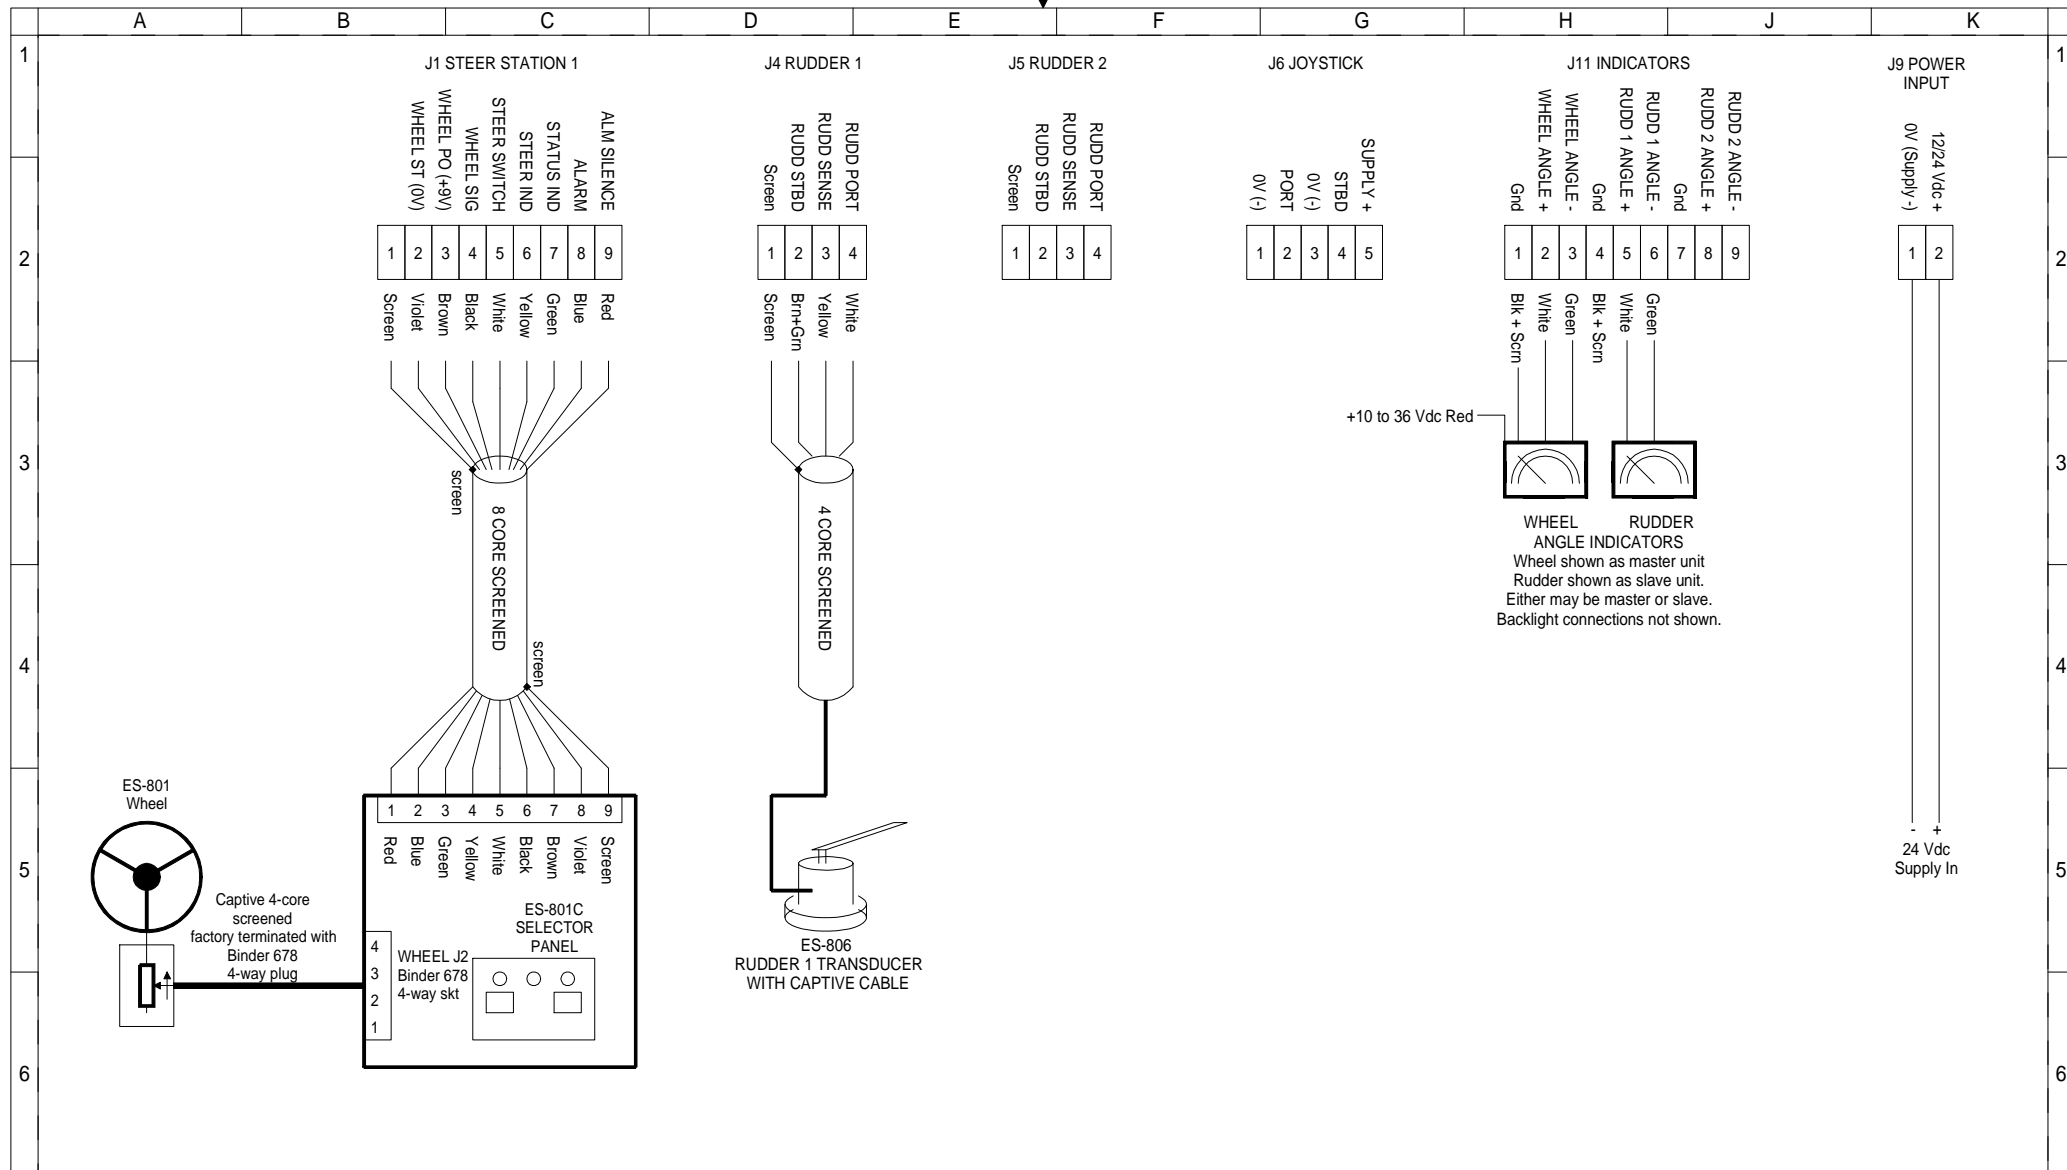 A B C D E F G H J K
1 1
J1 STEER STATION 1
WHEEL ST (0V)
WHEEL PO (+9V)
WHEEL SIG
STEER SWITCH
STEER IND
STATUS IND
ALARM
ALM SILENCE
1 2 3 4 5 6 7 8 9
Screen
Violet
Brown
Black
White
Yellow
Green
Blue
Red
J4 RUDDER 1
Screen
RUDD STBD
RUDD SENSE
RUDD PORT
1 2 3 4
Screen
Brn+Grn
Yellow
White
J5 RUDDER 2
Screen
RUDD STBD
RUDD SENSE
RUDD PORT
1 2 3 4
J6 JOYSTICK
0V (-)
PORT
0V (-)
STBD
SUPPLY +
1 2 3 4 5
J11 INDICATORS
Gnd
WHEEL ANGLE +
WHEEL ANGLE -
Gnd
RUDD 1 ANGLE +
RUDD 1 ANGLE -
Gnd
RUDD 2 ANGLE +
RUDD 2 ANGLE -
1 2 3 4 5 6 7 8 9
Blk + Scrn
White
Green
Blk + Scrn
White
Green
J9 POWER
INPUT
0V (Supply -)
12/24 Vdc +
1 2
2 2
+10 to 36 Vdc Red
3 3
screen
8 CORE SCREENED
screen
4 CORE SCREENED
WHEEL RUDDER
ANGLE INDICATORS
Wheel shown as master unit
Rudder shown as slave unit.
Either may be master or slave.
Backlight connections not shown.
4 4
ES-801
Wheel
1 2 3 4 5 6 7 8 9
Red
Blue
Green
Yellow
White
Black
Brown
Violet
Screen
- +
24 Vdc
Supply In
5 5
Captive 4-core
screened
factory terminated with
Binder 678
4-way plug
ES-801C
SELECTOR
PANEL
4
3
2
1
WHEEL J2
Binder 678
4-way skt
ES-806
RUDDER 1 TRANSDUCER
WITH CAPTIVE CABLE
6 6